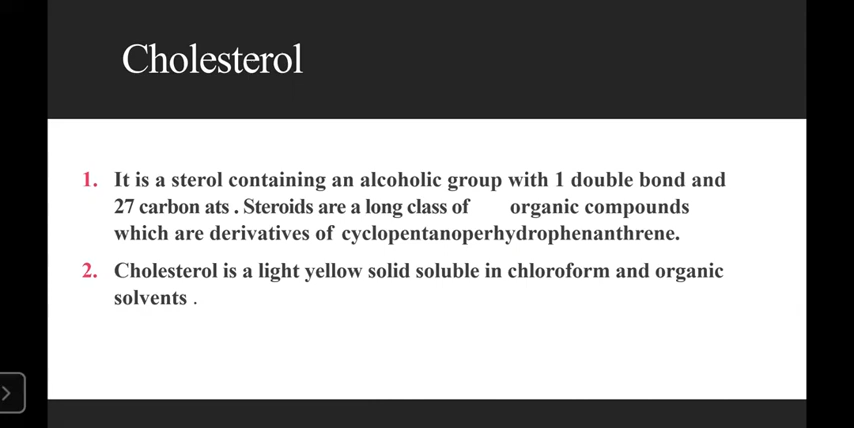 Cholesterol
1. It is a sterol containing an alcoholic group with 1 double bond and
27 carbon ats . Steroids are a long class of organic compounds
which are derivatives of cyclopentanoperhydrophenanthrene.
2. Cholesterol is a light yellow solid soluble in chloroform and organic
solvents .